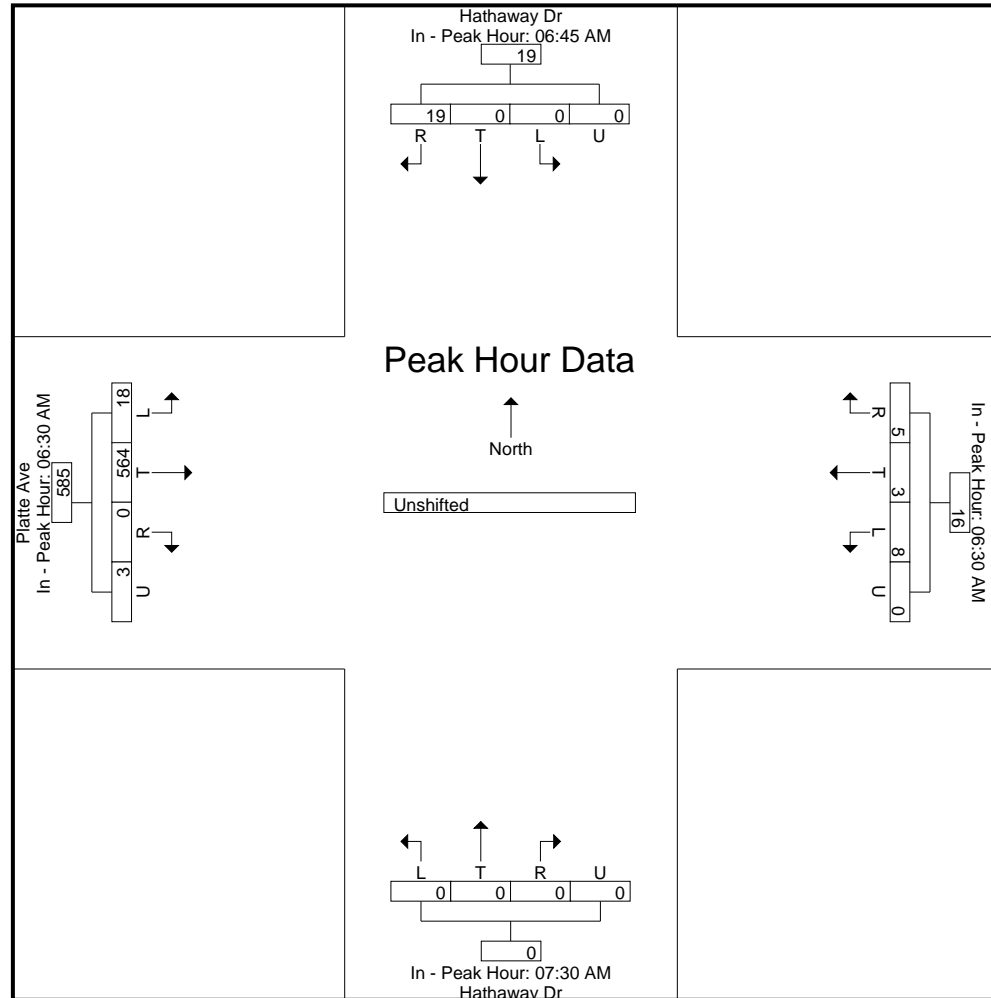 Hathaway Dr
In - Peak Hour: 06:45 AM
19
19 0 0 0
R T L U
Peak Hour Data
North
Unshifted
Platte Ave
In - Peak Hour: 06:30 AM
585
18 564 0 3
L T R U
In - Peak Hour: 06:30 AM
16
5 3 8 0
R T L U
L T R U
0 0 0 0
0
In - Peak Hour: 07:30 AM
Hathaway Dr